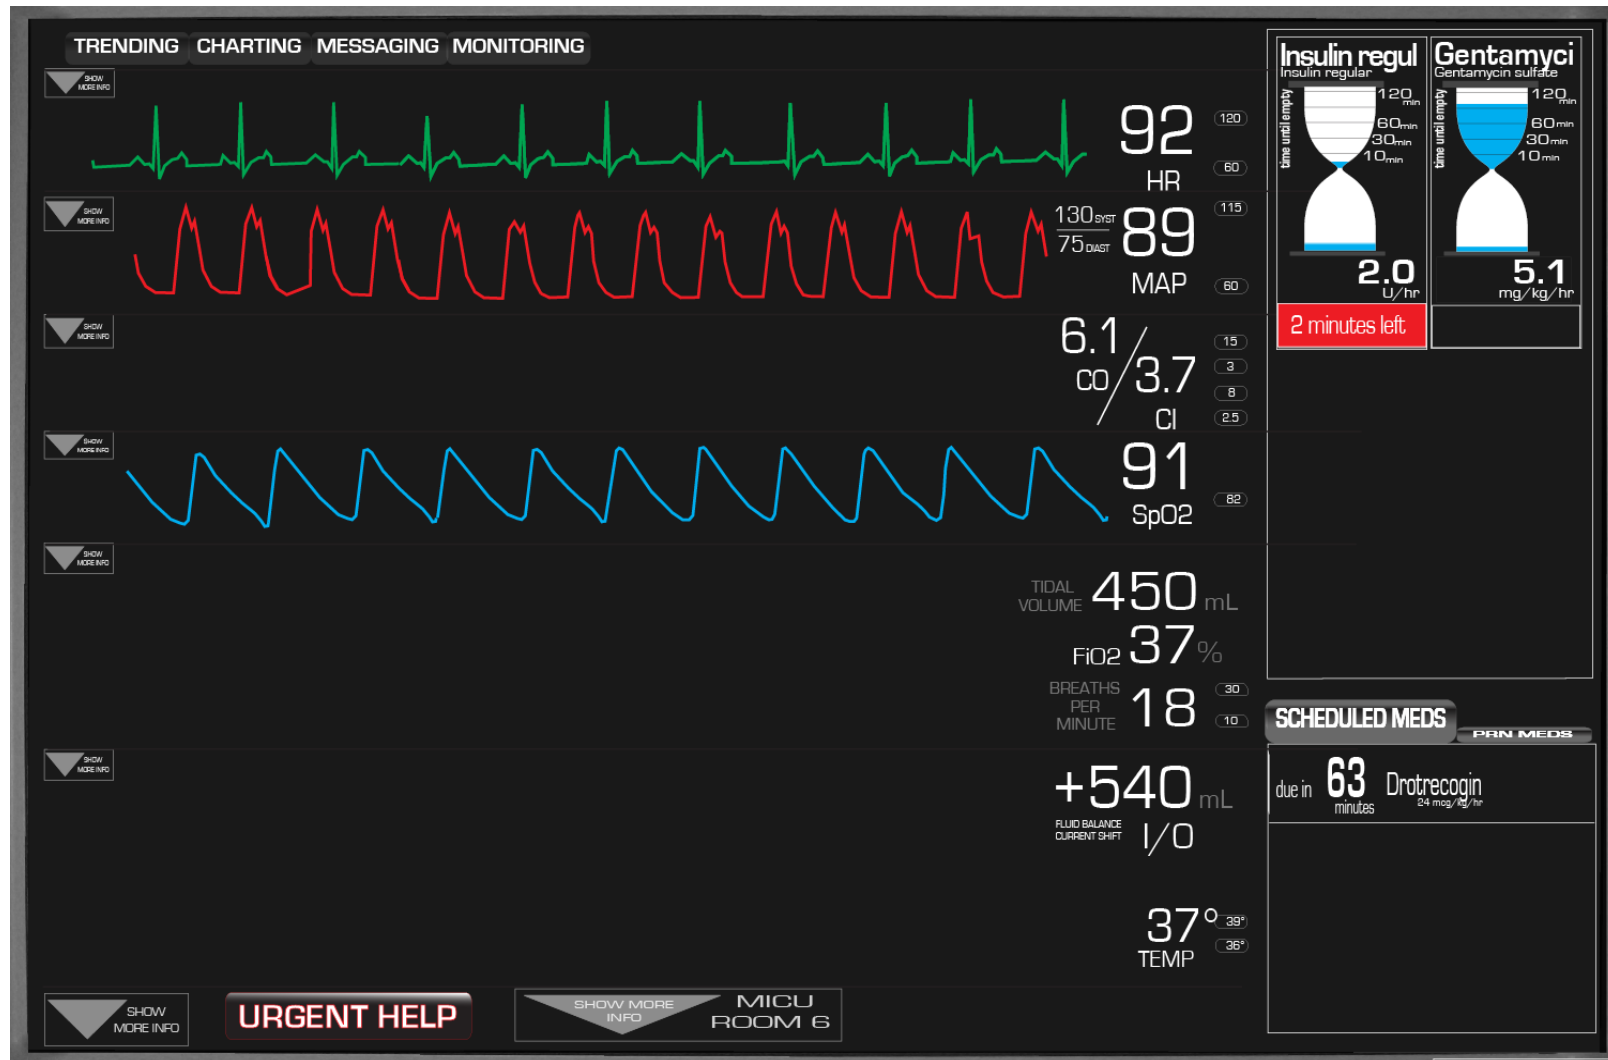 TRENDING CHARTING MESSAGING MONITORING
SHOW
MORE INFO
92
HR
120
60
SHOW
MORE INFO
130 SYST
75 DIAST
89
MAP
115
60
SHOW
MORE INFO
6.1
CO
3.7
CI
15
3
8
2.5
SHOW
MORE INFO
91
SpO2
82
SHOW
MORE INFO
TIDAL
VOLUME 450 mL
FiO2 37%
BREATHS
PER
MINUTE
18
30
10
SHOW
MORE INFO
+540 mL
FLUID BALANCE
CURRENT SHIFT
I/O
37°
TEMP
39°
36°
SHOW
MORE INFO
URGENT HELP
SHOW MORE
INFO
MICU
ROOM 6
Insulin regul
Insulin regular
time until empty
120 min
60 min
30 min
10 min
2.0
U/hr
2 minutes left
Gentamyci
Gentamycin sulfate
time until empty
120 min
60 min
30 min
10 min
5.1
mg/kg/hr
SCHEDULED MEDS
PRN MEDS
due in 63 minutes
Drotrecogin
24 mcg/kg/hr